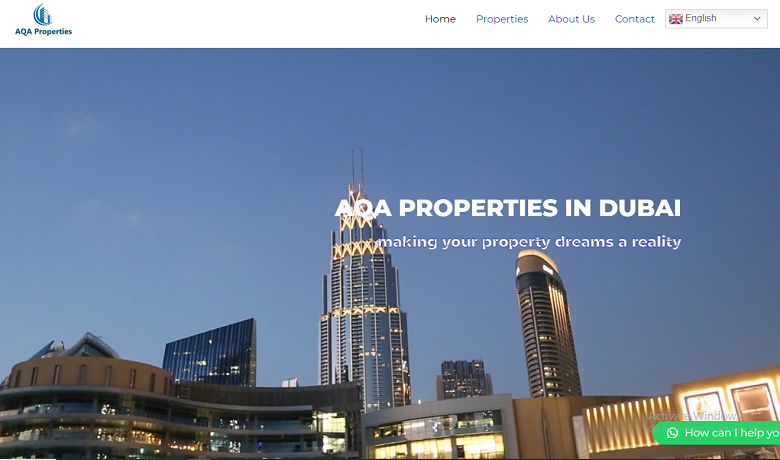 AQA Properties
Home Properties About Us Contact English
AQA PROPERTIES IN DUBAI
making your property dreams a reality
Activate Windows
How can I help yo